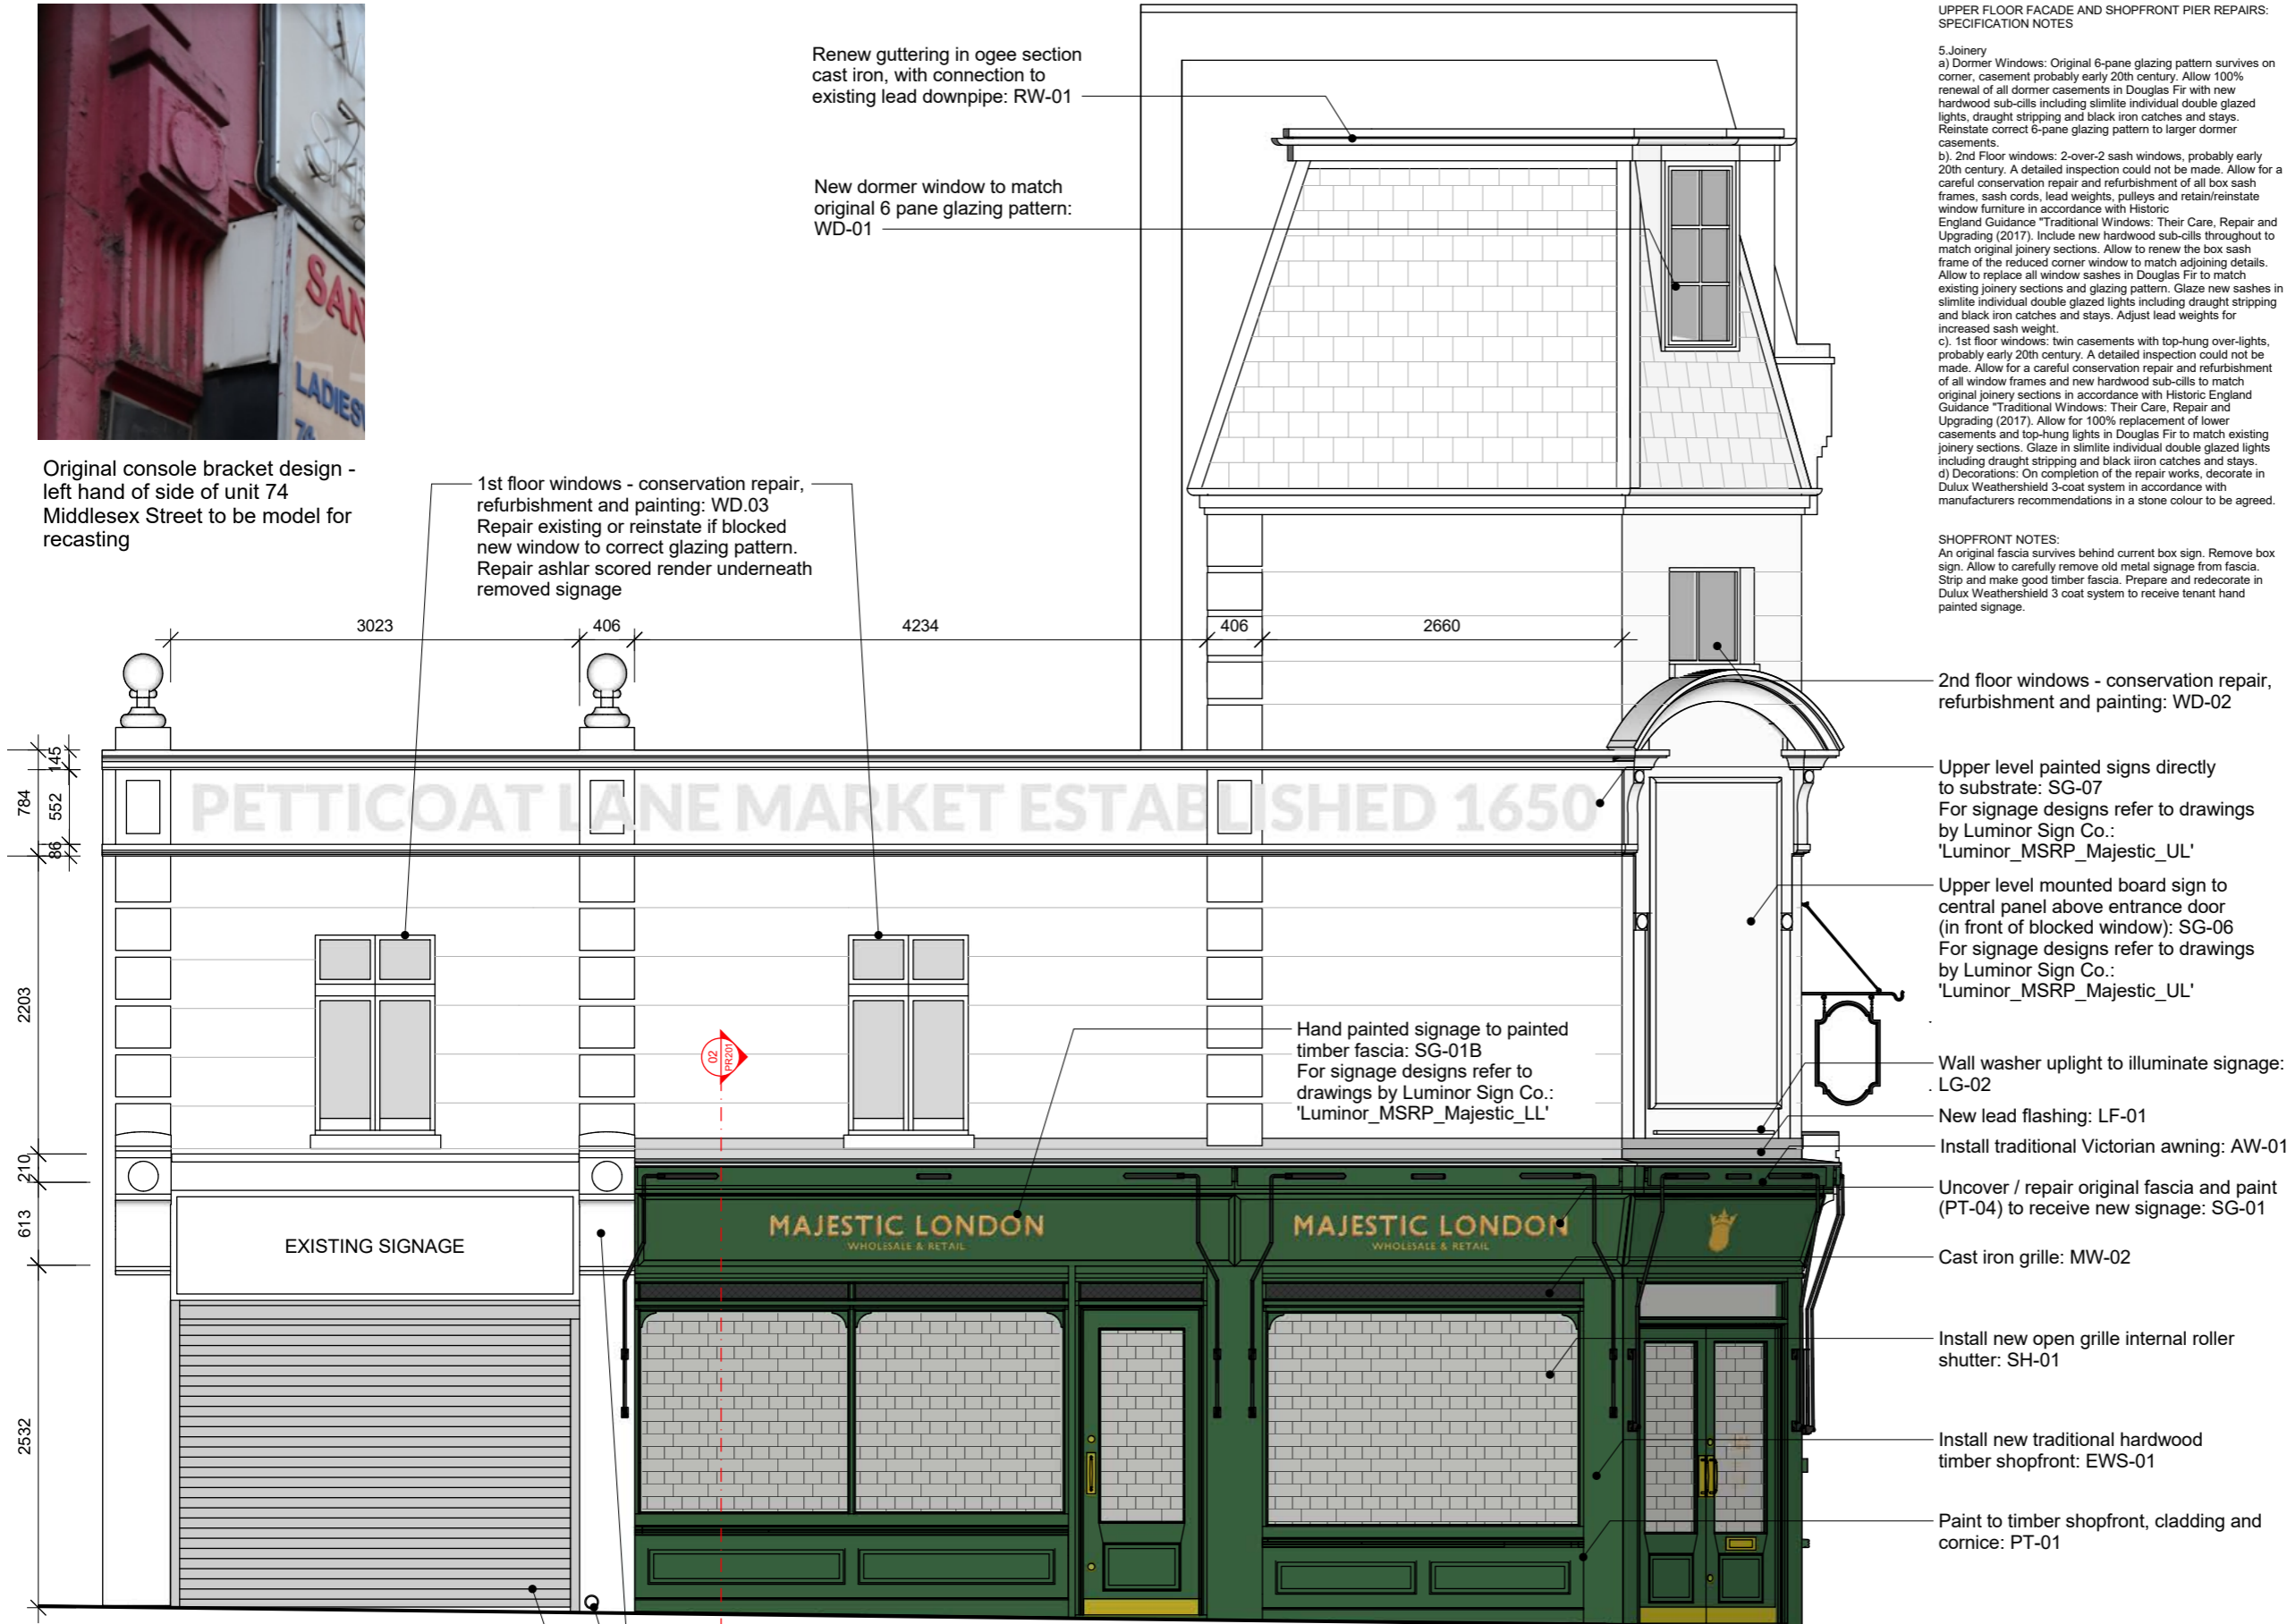 UPPER FLOOR FACADE AND SHOPFRONT PIER REPAIRS:
SPECIFICATION NOTES
5.Joinery
a) Dormer Windows: Original 6-pane glazing pattern survives on
corner, casement probably early 20th century. Allow 100%
renewal of all dormer casements in Douglas Fir with new
hardwood sub-cills including slimlite individual double glazed
lights, draught stripping and black iron catches and stays.
Reinstate correct 6-pane glazing pattern to larger dormer
casements.
b). 2nd Floor windows: 2-over-2 sash windows, probably early
20th century. A detailed inspection could not be made. Allow for a
careful conservation repair and refurbishment of all box sash
frames, sash cords, lead weights, pulleys and retain/reinstate
window furniture in accordance with Historic
England Guidance "Traditional Windows: Their Care, Repair and
Upgrading (2017). Include new hardwood sub-cills throughout to
match original joinery sections. Allow to renew the box sash
frame of the reduced corner window to match adjoining details.
Allow to replace all window sashes in Douglas Fir to match
existing joinery sections and glazing pattern. Glaze new sashes in
slimlite individual double glazed lights including draught stripping
and black iron catches and stays. Adjust lead weights for
increased sash weight.
c). 1st floor windows: twin casements with top-hung over-lights,
probably early 20th century. A detailed inspection could not be
made. Allow for a careful conservation repair and refurbishment
of all window frames and new hardwood sub-cills to match
original joinery sections in accordance with Historic England
Guidance "Traditional Windows: Their Care, Repair and
Upgrading (2017). Allow for 100% replacement of lower
casements and top-hung lights in Douglas Fir to match existing
joinery sections. Glaze in slimlite individual double glazed lights
including draught stripping and black iiron catches and stays.
d) Decorations: On completion of the repair works, decorate in
Dulux Weathershield 3-coat system in accordance with
manufacturers recommendations in a stone colour to be agreed.
SHOPFRONT NOTES:
An original fascia survives behind current box sign. Remove box
sign. Allow to carefully remove old metal signage from fascia.
Strip and make good timber fascia. Prepare and redecorate in
Dulux Weathershield 3 coat system to receive tenant hand
painted signage.
Renew guttering in ogee section
cast iron, with connection to
existing lead downpipe: RW-01
New dormer window to match
original 6 pane glazing pattern:
WD-01
SAN
LADIES
Original console bracket design -
left hand of side of unit 74
Middlesex Street to be model for
recasting
1st floor windows - conservation repair,
refurbishment and painting: WD.03
Repair existing or reinstate if blocked
new window to correct glazing pattern.
Repair ashlar scored render underneath
removed signage
3023
406
4234
406
2660
2nd floor windows - conservation repair,
refurbishment and painting: WD-02
145
784
552
86
2203
210
613
2532
PETTICOAT LANE MARKET ESTABLISHED 1650
Upper level painted signs directly
to substrate: SG-07
For signage designs refer to drawings
by Luminor Sign Co.:
'Luminor_MSRP_Majestic_UL'
Upper level mounted board sign to
central panel above entrance door
(in front of blocked window): SG-06
For signage designs refer to drawings
by Luminor Sign Co.:
'Luminor_MSRP_Majestic_UL'
02
PR201
Hand painted signage to painted
timber fascia: SG-01B
For signage designs refer to
drawings by Luminor Sign Co.:
'Luminor_MSRP_Majestic_LL'
Wall washer uplight to illuminate signage:
LG-02
New lead flashing: LF-01
Install traditional Victorian awning: AW-01
Uncover / repair original fascia and paint
(PT-04) to receive new signage: SG-01
EXISTING SIGNAGE
MAJESTIC LONDON
WHOLESALE & RETAIL
MAJESTIC LONDON
WHOLESALE & RETAIL
Cast iron grille: MW-02
Install new open grille internal roller
shutter: SH-01
Install new traditional hardwood
timber shopfront: EWS-01
Paint to timber shopfront, cladding and
cornice: PT-01